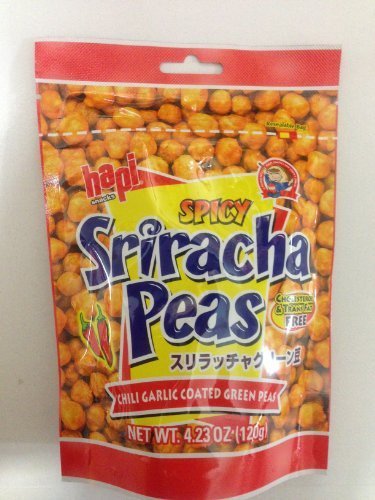 Resealable Bag
hapi
snacks
SPICY
Sriracha
Peas
CHOLESTEROL
& TRANS FAT
FREE
スリラッチャグリーン豆
CHILI GARLIC COATED GREEN PEAS
NET WT. 4.23 OZ (120g)